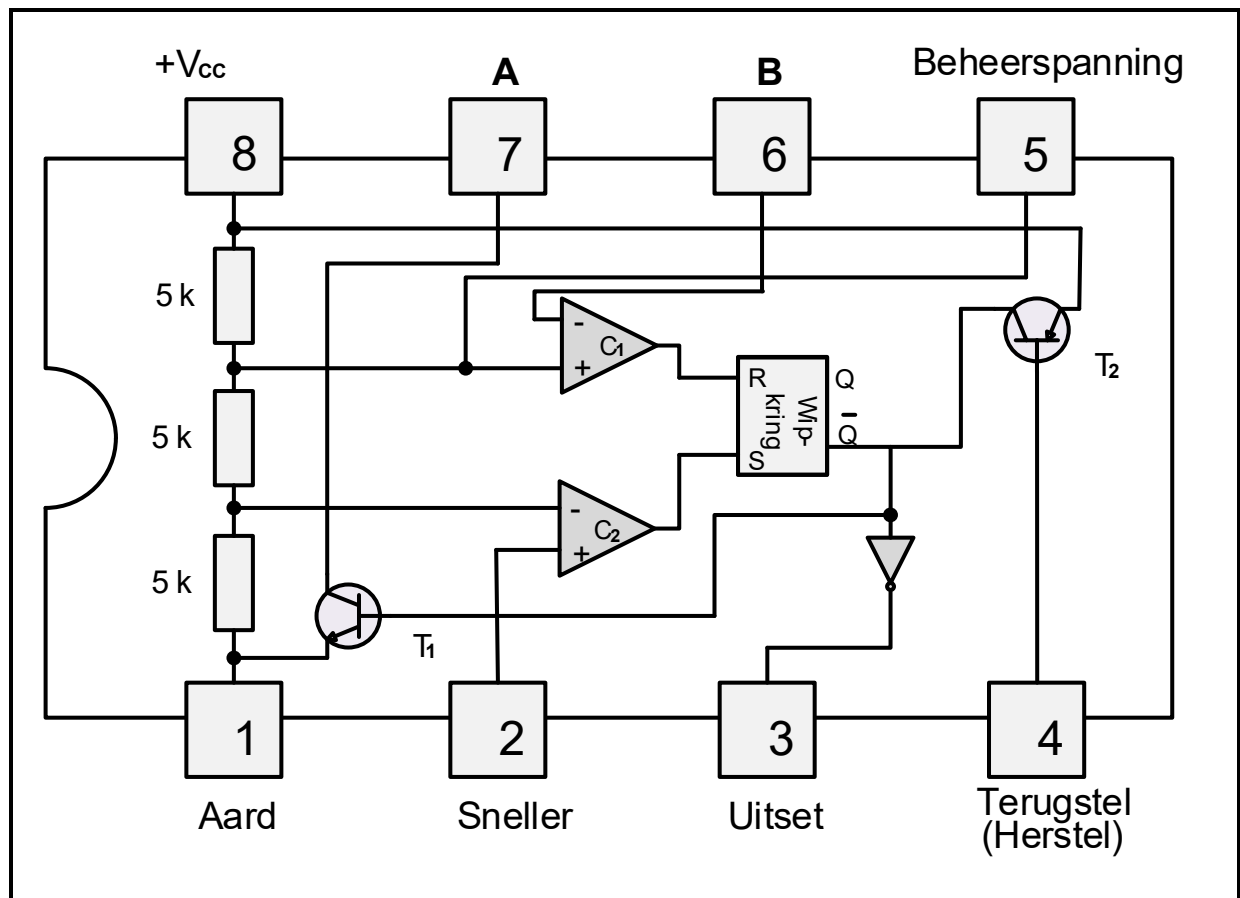 +Vcc
A
B
Beheerspanning
8
7
6
5
5 k
-
C1
+
T2
R
Q
Wip-
kring
Q̅
S
5 k
-
C2
+
5 k
T1
1
2
3
4
Aard
Sneller
Uitset
Terugstel
(Herstel)